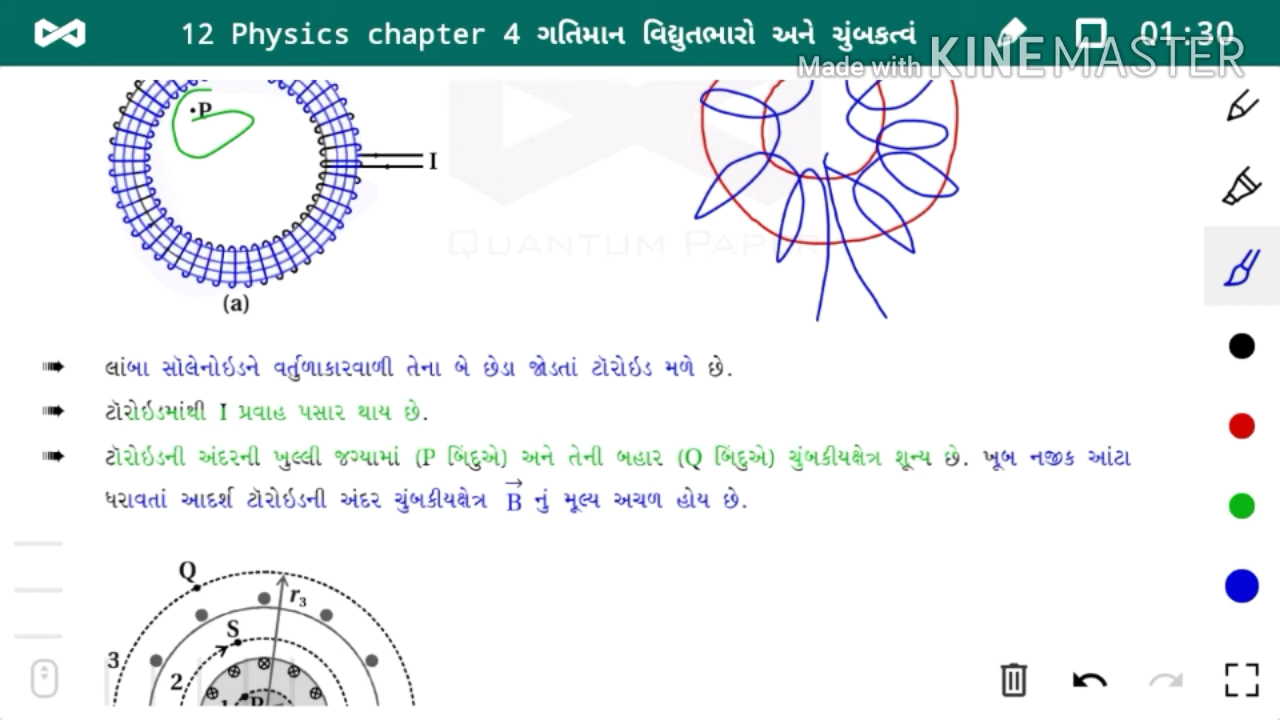 12 Physics chapter 4 ગતિમાન વિદ્યુતભારો અને ચુંબકત્વં
01:30
Made with KINEMASTER
P
I
QUANTUM PAPER
(a)
લાંબા સૉલેનોઇડને વર્તુળાકારવાળી તેના બે છેડા જોડતાં ટૉરોઇડ મળે છે.
ટૉરોઇડમાંથી I પ્રવાહ પસાર થાય છે.
ટૉરોઇડની અંદરની ખુલ્લી જગ્યામાં (P બિંદુએ) અને તેની બહાર (Q બિંદુએ) ચુંબકીયક્ષેત્ર શૂન્ય છે. ખૂબ નજીક આંટા
ધરાવતાં આદર્શ ટૉરોઇડની અંદર ચુંબકીયક્ષેત્ર B⃗ નું મૂલ્ય અચળ હોય છે.
Q
r₃
S
3
2
1 P